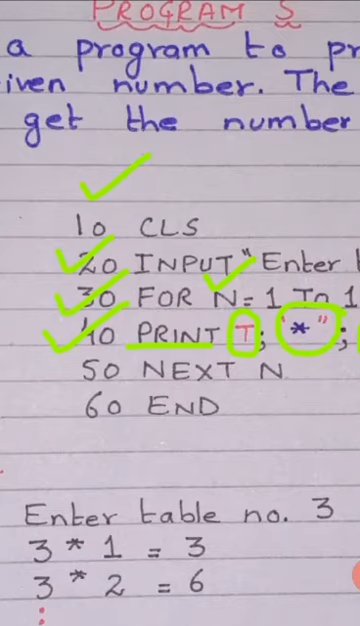 PROGRAM S
a program to pr
iven number. The
get the number
10 CLS
20 INPUT "Enter
30 FOR N=1 TO 1
40 PRINT T; "*";
50 NEXT N
60 END
Enter table no. 3
3 * 1 = 3
3 * 2 = 6
: